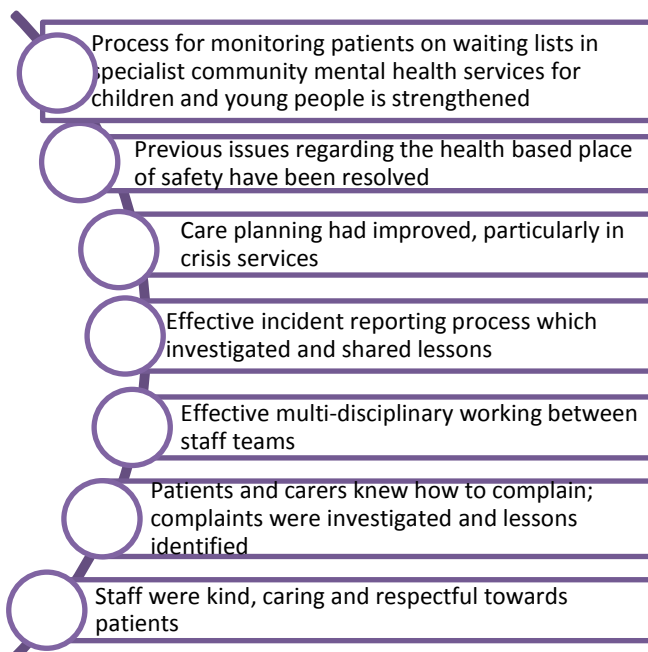 Process for monitoring patients on waiting lists in
specialist community mental health services for
children and young people is strengthened
Previous issues regarding the health based place
of safety have been resolved
Care planning had improved, particularly in
crisis services
Effective incident reporting process which
investigated and shared lessons
Effective multi-disciplinary working between
staff teams
Patients and carers knew how to complain;
complaints were investigated and lessons
identified
Staff were kind, caring and respectful towards
patients